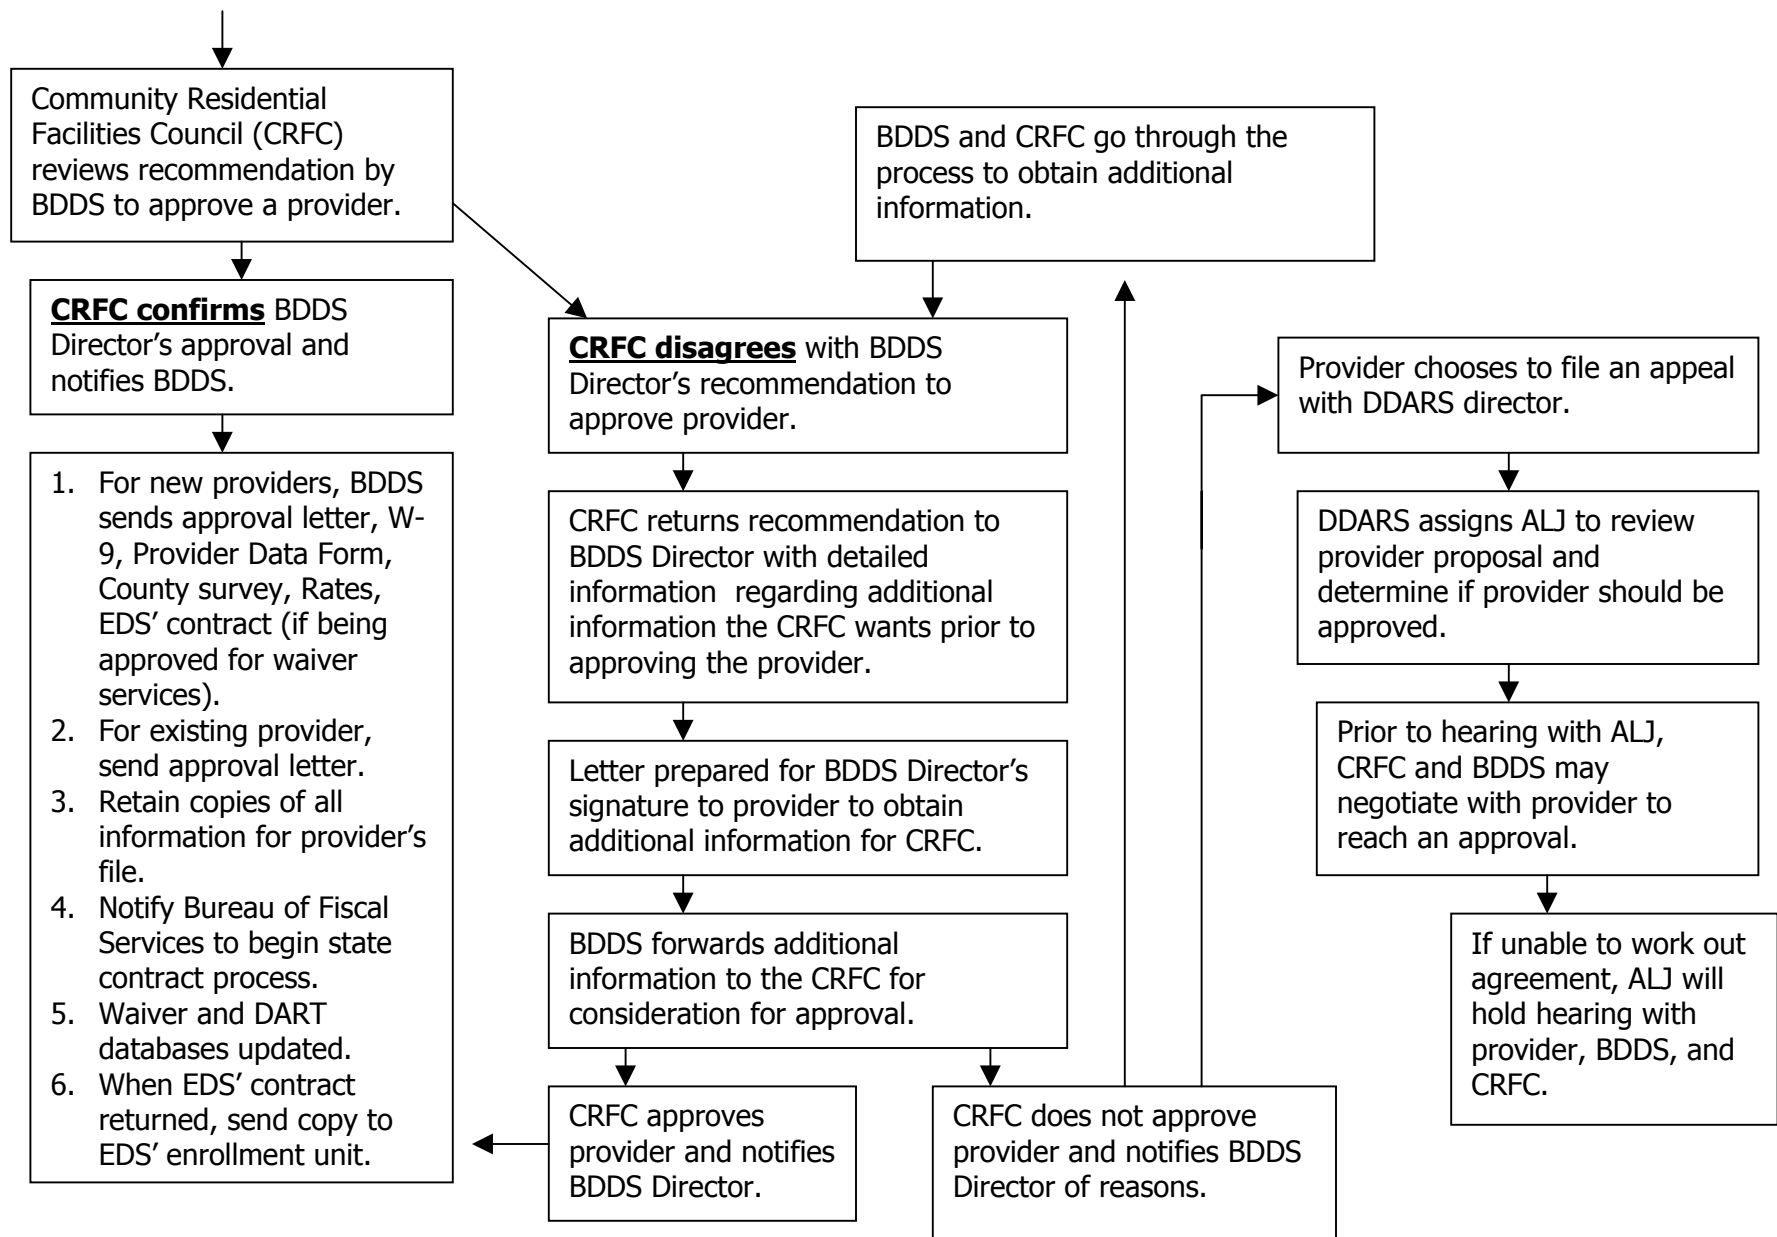 Community Residential
Facilities Council (CRFC)
reviews recommendation by
BDDS to approve a provider.
CRFC confirms BDDS
Director’s approval and
notifies BDDS.
1. For new providers, BDDS
sends approval letter, W-
9, Provider Data Form,
County survey, Rates,
EDS’ contract (if being
approved for waiver
services).
2. For existing provider,
send approval letter.
3. Retain copies of all
information for provider’s
file.
4. Notify Bureau of Fiscal
Services to begin state
contract process.
5. Waiver and DART
databases updated.
6. When EDS’ contract
returned, send copy to
EDS’ enrollment unit.
BDDS and CRFC go through the
process to obtain additional
information.
CRFC disagrees with BDDS
Director’s recommendation to
approve provider.
CRFC returns recommendation to
BDDS Director with detailed
information regarding additional
information the CRFC wants prior to
approving the provider.
Letter prepared for BDDS Director’s
signature to provider to obtain
additional information for CRFC.
BDDS forwards additional
information to the CRFC for
consideration for approval.
CRFC approves
provider and notifies
BDDS Director.
CRFC does not approve
provider and notifies BDDS
Director of reasons.
Provider chooses to file an appeal
with DDARS director.
DDARS assigns ALJ to review
provider proposal and
determine if provider should be
approved.
Prior to hearing with ALJ,
CRFC and BDDS may
negotiate with provider to
reach an approval.
If unable to work out
agreement, ALJ will
hold hearing with
provider, BDDS, and
CRFC.